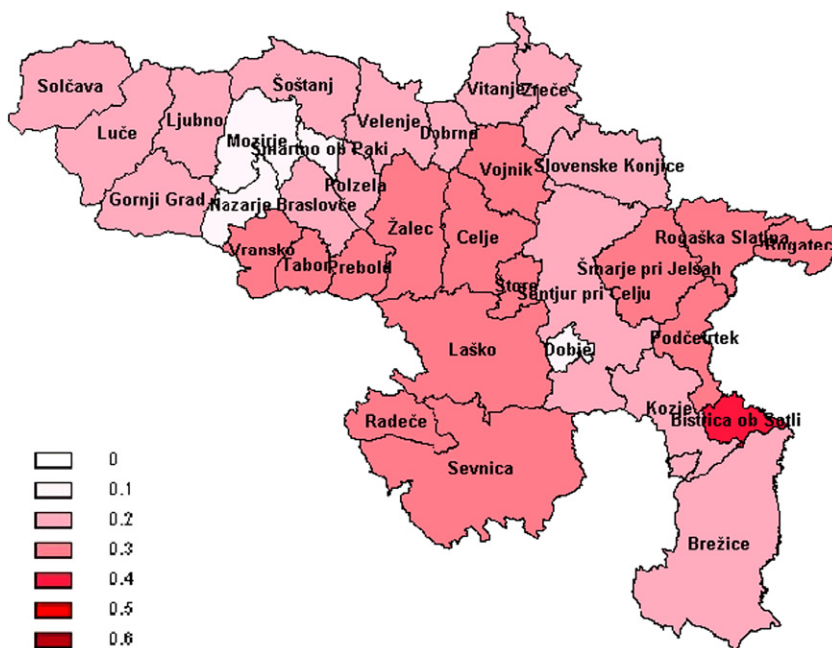 Solčava
Šoštanj
Vitanje
Zreče
Luče
Ljubno
Velenje
Dobrna
Mozirje
Šmartno ob Paki
Vojnik
Slovenske Konjice
Polzela
Gornji Grad
Nazarje
Braslovče
Žalec
Celje
Rogaška Slatina
Rogatec
Vransko
Tabor
Prebold
Šmarje pri Jelšah
Štore
Šentjur pri Celju
Laško
Dobje
Podčetrtek
Radeče
Kozje
Bistrica ob Sotli
Sevnica
Brežice
0
0.1
0.2
0.3
0.4
0.5
0.6